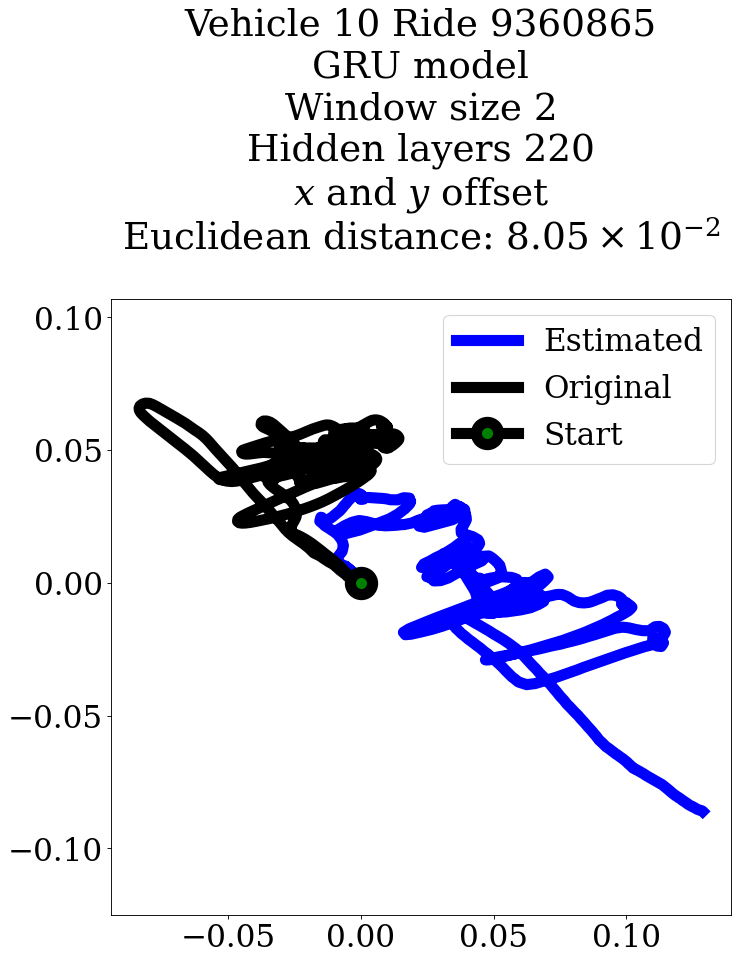 Vehicle 10 Ride 9360865
GRU model
Window size 2
Hidden layers 220
x and y offset
Euclidean distance: 8.05 × 10⁻²
Estimated
Original
Start
0.10
0.05
0.00
−0.05
−0.10
−0.05 0.00 0.05 0.10